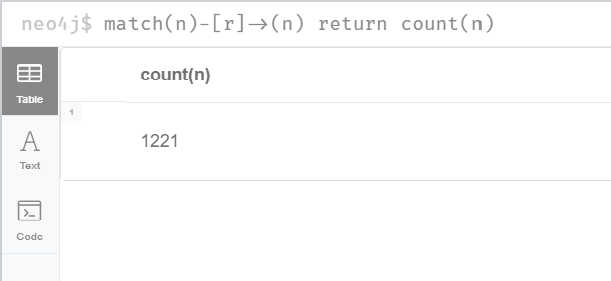 neo4j$ match(n)-[r]->(n) return count(n)
Table
count(n)
1
1221
Text
Code